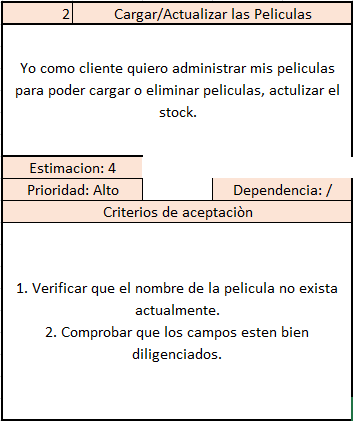 2 Cargar/Actualizar las Peliculas
Yo como cliente quiero administrar mis peliculas
para poder cargar o eliminar peliculas, actulizar el
stock.
Estimacion: 4
Prioridad: Alto Dependencia: /
Criterios de aceptaciòn
1. Verificar que el nombre de la pelicula no exista
actualmente.
2. Comprobar que los campos esten bien
diligenciados.